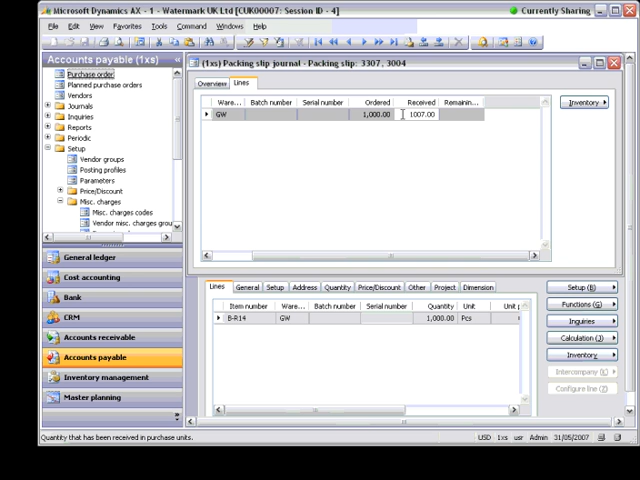 Microsoft Dynamics AX - 1 - Watermark UK Ltd [CUK00007: Session ID - 4]
Currently Sharing
File Edit View Favorites Tools Command Windows Help
Accounts payable (1xs)
Purchase order
Planned purchase orders
Vendors
Journals
Inquiries
Reports
Periodic
Setup
Vendor groups
Posting profiles
Parameters
Price/Discount
Misc. charges
Misc. charges codes
Vendor misc. charges grou
General ledger
Cost accounting
Bank
CRM
Accounts receivable
Accounts payable
Inventory management
Master planning
(1xs) Packing slip journal - Packing slip: 3307, 3004
Overview Lines
Ware... Batch number Serial number Ordered Received Remainin...
GW 1,000.00 1007.00
Inventory
Lines General Setup Address Quantity Price/Discount Other Project Dimension
Item number Ware... Batch number Serial number Quantity Unit Unit p
B-R14 GW 1,000.00 Pcs
Setup (B)
Functions (G)
Inquiries
Calculation (J)
Inventory
Intercompany (K)
Configure line (Z)
Quantity that has been received in purchase units.
USD 1xs usr Admin 31/05/2007